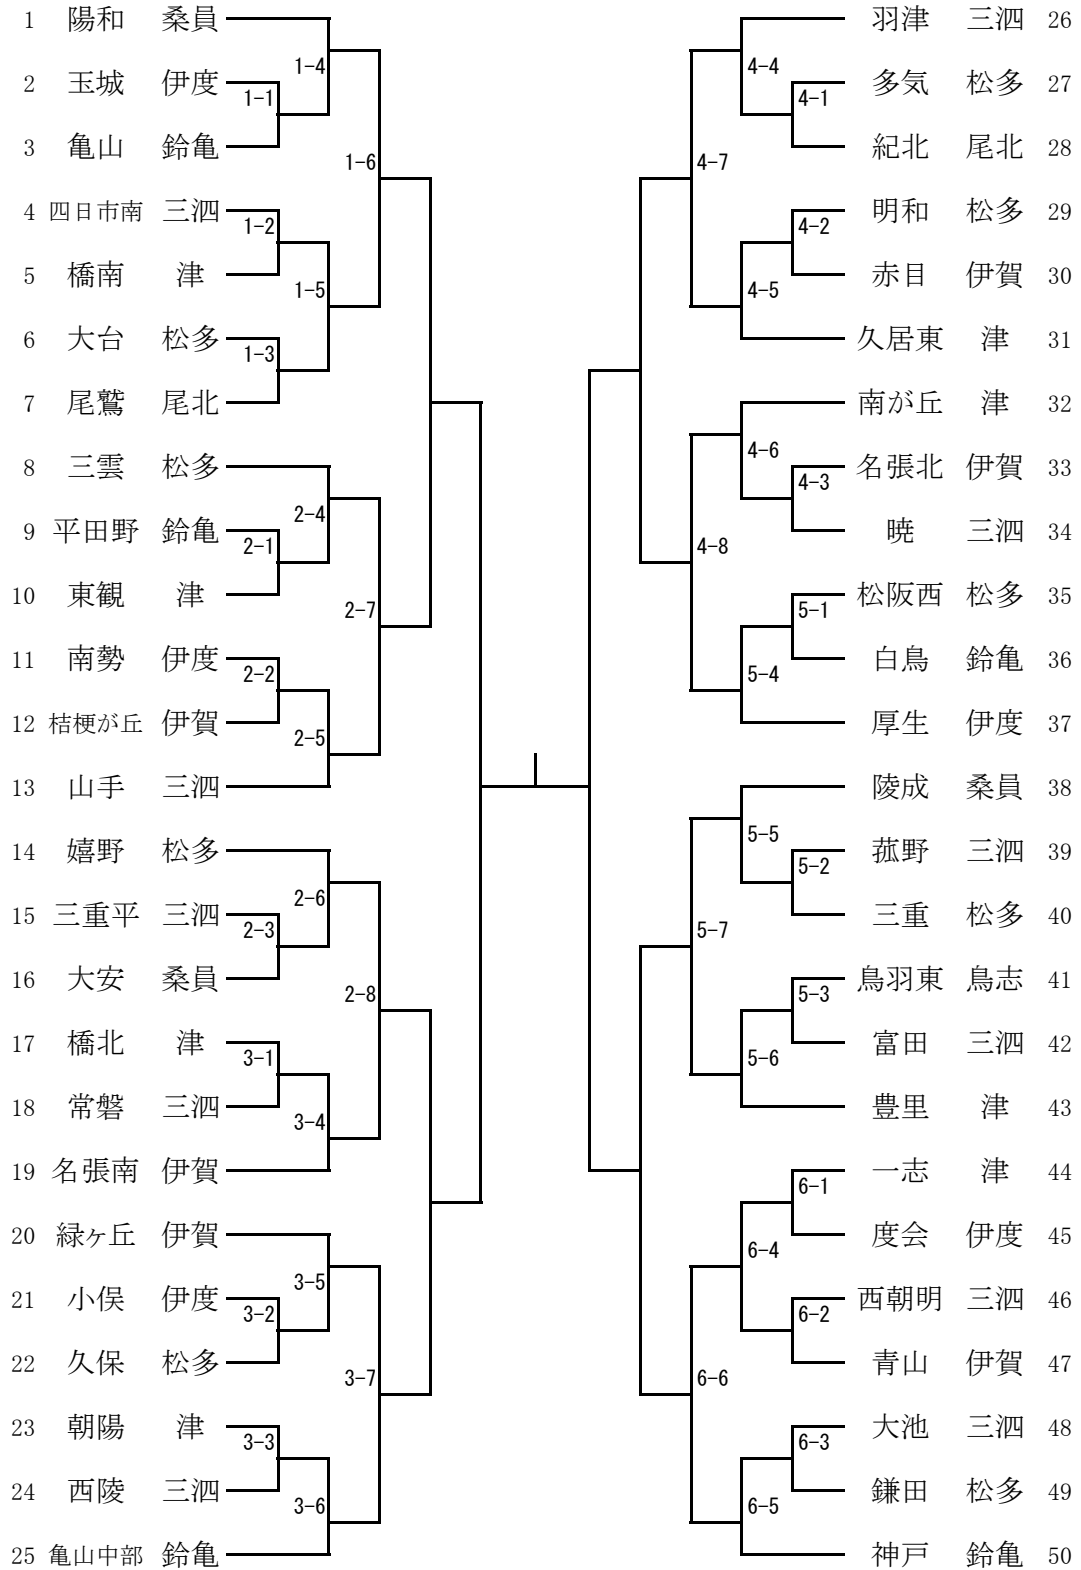 1 陽和 桑員
羽津 三泗 26
1-4
4-4
2 玉城 伊度
多気 松多 27
1-1
4-1
3 亀山 鈴亀
紀北 尾北 28
1-6
4-7
4 四日市南 三泗
明和 松多 29
1-2
4-2
5 橋南 津
赤目 伊賀 30
1-5
4-5
6 大台 松多
久居東 津 31
1-3
7 尾鷲 尾北
南が丘 津 32
4-6
8 三雲 松多
名張北 伊賀 33
4-3
2-4
9 平田野 鈴亀
暁 三泗 34
2-1
4-8
10 東観 津
松阪西 松多 35
2-7
5-1
11 南勢 伊度
白鳥 鈴亀 36
2-2
5-4
12 桔梗が丘 伊賀
厚生 伊度 37
2-5
13 山手 三泗
陵成 桑員 38
5-5
14 嬉野 松多
菰野 三泗 39
5-2
2-6
15 三重平 三泗
三重 松多 40
2-3
5-7
16 大安 桑員
鳥羽東 鳥志 41
2-8
5-3
17 橋北 津
富田 三泗 42
3-1
5-6
18 常磐 三泗
豊里 津 43
3-4
19 名張南 伊賀
一志 津 44
6-1
20 緑ヶ丘 伊賀
度会 伊度 45
6-4
3-5
21 小俣 伊度
西朝明 三泗 46
3-2
6-2
22 久保 松多
青山 伊賀 47
3-7
6-6
23 朝陽 津
大池 三泗 48
3-3
6-3
24 西陵 三泗
鎌田 松多 49
3-6
6-5
25 亀山中部 鈴亀
神戸 鈴亀 50